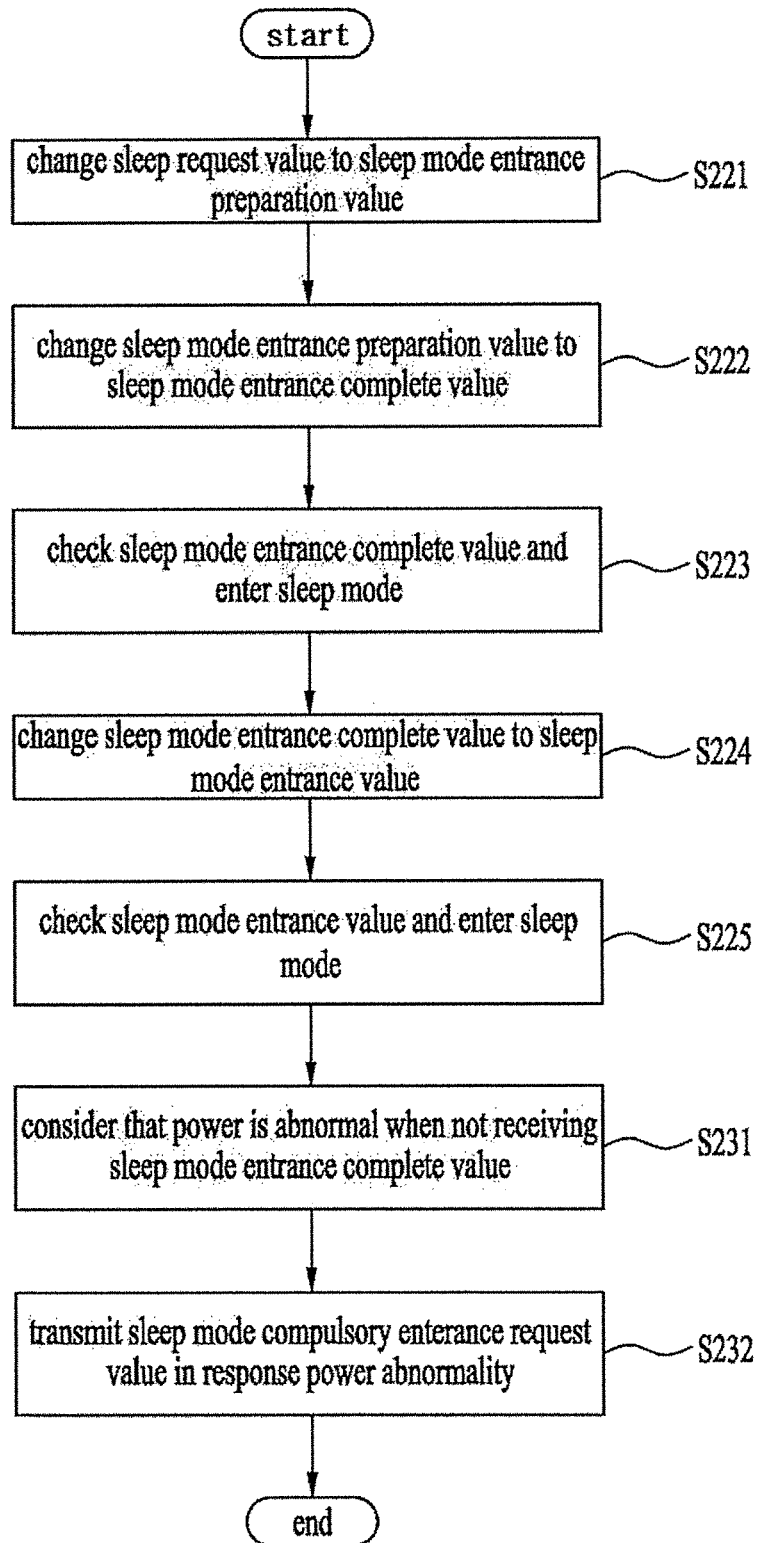 start
change sleep request value to sleep mode entrance
preparation value
S221
change sleep mode entrance preparation value to
sleep mode entrance complete value
S222
check sleep mode entrance complete value and
enter sleep mode
S223
change sleep mode entrance complete value to sleep
mode entrance value
S224
check sleep mode entrance value and enter sleep
mode
S225
consider that power is abnormal when not receiving
sleep mode entrance complete value
S231
transmit sleep mode compulsory enterance request
value in response power abnormality
S232
end